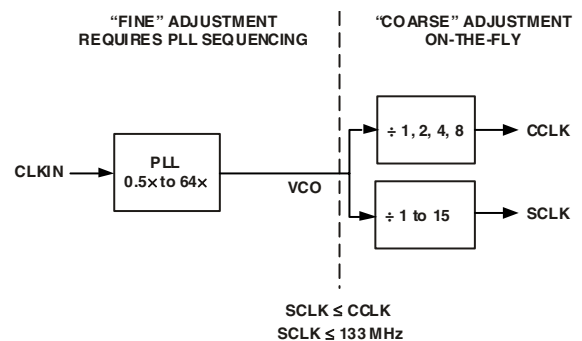 “FINE” ADJUSTMENT
REQUIRES PLL SEQUENCING
“COARSE” ADJUSTMENT
ON-THE-FLY
CLKIN
PLL
0.5× to 64×
VCO
÷ 1, 2, 4, 8
CCLK
÷ 1 to 15
SCLK
SCLK ≤ CCLK
SCLK ≤ 133 MHz